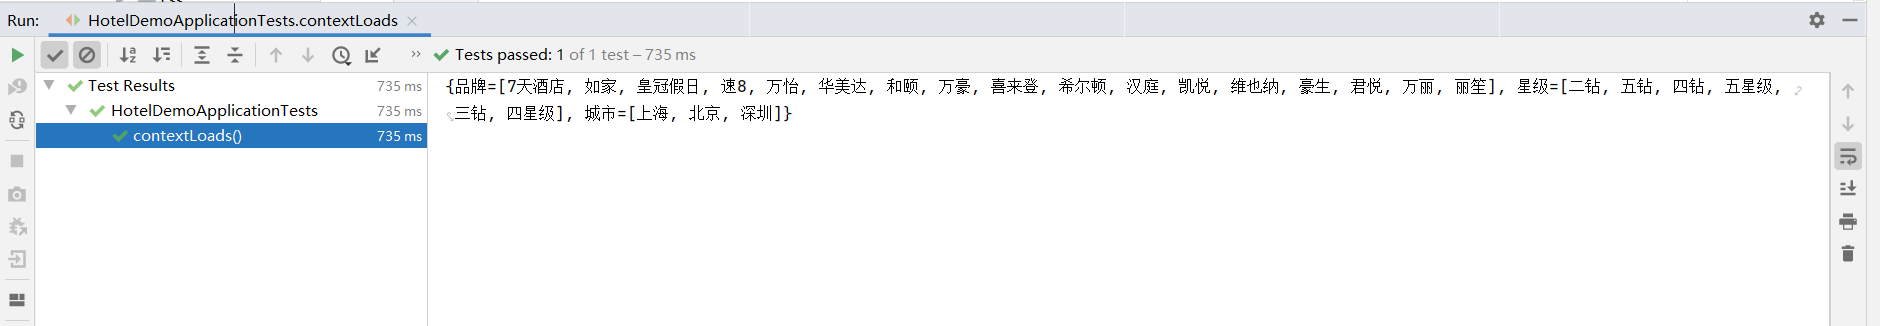 Run: HotelDemoApplicationTests.contextLoads
Tests passed: 1 of 1 test – 735 ms
Test Results 735 ms
HotelDemoApplicationTests 735 ms
contextLoads() 735 ms
{品牌=[7天酒店, 如家, 皇冠假日, 速8, 万怡, 华美达, 和颐, 万豪, 喜来登, 希尔顿, 汉庭, 凯悦, 维也纳, 豪生, 君悦, 万丽, 丽笙], 星级=[二钻, 五钻, 四钻, 五星级,
三钻, 四星级], 城市=[上海, 北京, 深圳]}